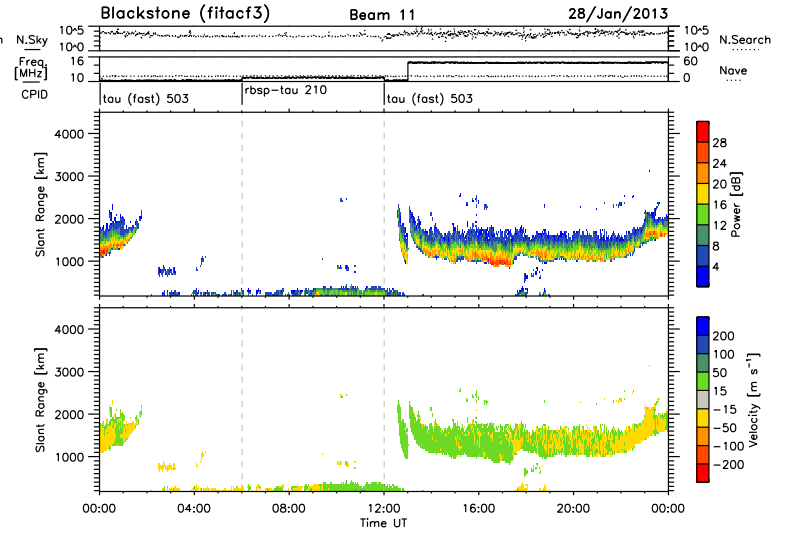 Blackstone (fitacf3) Beam 11 28/Jan/2013
N.Sky 10^5 10^0 10^5 10^0 N.Search
Freq. [MHz] 16 10 60 0 Nave
CPID tau (fast) 503 rbsp-tau 210 tau (fast) 503
Slant Range [km]
4000
3000
2000
1000
4000
3000
2000
1000
Power [dB]
28
24
20
16
12
8
4
Slant Range [km]
4000
3000
2000
1000
Velocity [m s⁻¹]
200
100
50
15
-15
-50
-100
-200
00:00 04:00 08:00 12:00 16:00 20:00 00:00
Time UT